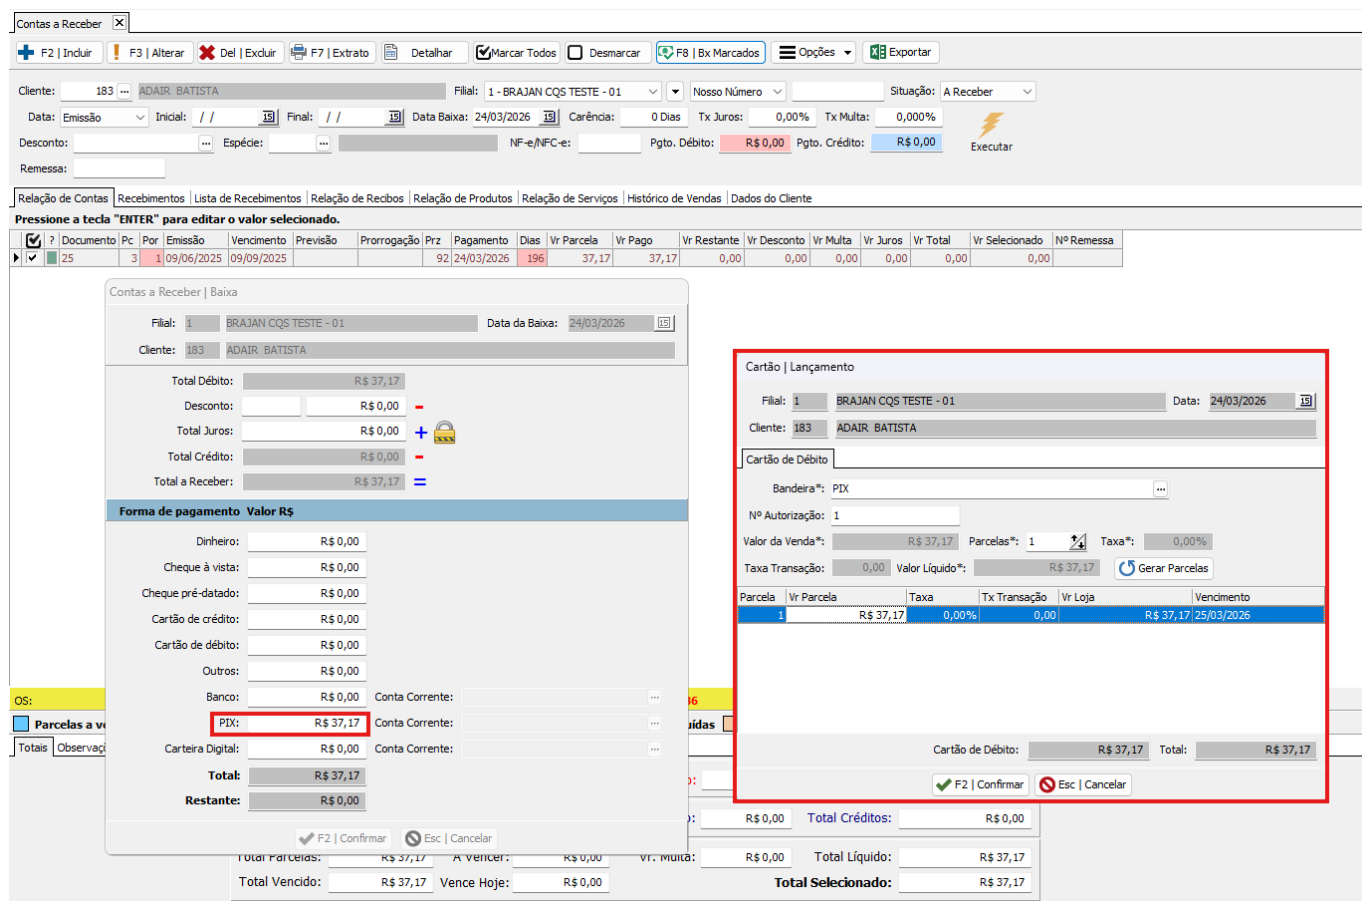 Contas a Receber
F2 | Incluir F3 | Alterar Del | Excluir F7 | Extrato Detalhar Marcar Todos Desmarcar F8 | Bx Marcados Opções Exportar
Cliente: 183 ... ADAIR BATISTA Filial: 1 - BRAJAN CQS TESTE - 01 Nosso Número Situação: A Receber
Data: Emissão Inicial: / / 15 Final: / / 15 Data Baixa: 24/03/2026 15 Carência: 0 Dias Tx Juros: 0,00% Tx Multa: 0,000%
Desconto: ... Espécie: ... NF-e/NFC-e: Pgto. Débito: R$ 0,00 Pgto. Crédito: R$ 0,00 Executar
Remessa:
Relação de Contas Recebimentos Lista de Recebimentos Relação de Recibos Relação de Produtos Relação de Serviços Histórico de Vendas Dados do Cliente
Pressione a tecla "ENTER" para editar o valor selecionado.
? Documento Pc Por Emissão Vencimento Previsão Prorrogação Prz Pagamento Dias Vr Parcela Vr Pago Vr Restante Vr Desconto Vr Multa Vr Juros Vr Total Vr Selecionado Nº Remessa
25 3 1 09/06/2025 09/09/2025 92 24/03/2026 196 37,17 37,17 0,00 0,00 0,00 0,00 0,00 0,00
Contas a Receber | Baixa
Filial: 1 BRAJAN CQS TESTE - 01 Data da Baixa: 24/03/2026 15
Cliente: 183 ADAIR BATISTA
Total Débito: R$ 37,17
Desconto: R$ 0,00 -
Total Juros: R$ 0,00 +
Total Crédito: R$ 0,00 -
Total a Receber: R$ 37,17 =
Forma de pagamento Valor R$
Dinheiro: R$ 0,00
Cheque à vista: R$ 0,00
Cheque pré-datado: R$ 0,00
Cartão de crédito: R$ 0,00
Cartão de débito: R$ 0,00
Outros: R$ 0,00
Banco: R$ 0,00 Conta Corrente: ...
PIX: R$ 37,17 Conta Corrente: ...
Carteira Digital: R$ 0,00 Conta Corrente: ...
Total: R$ 37,17
Restante: R$ 0,00
F2 | Confirmar Esc | Cancelar
Cartão | Lançamento
Filial: 1 BRAJAN CQS TESTE - 01 Data: 24/03/2026 15
Cliente: 183 ADAIR BATISTA
Cartão de Débito
Bandeira*: PIX ...
Nº Autorização: 1
Valor da Venda*: R$ 37,17 Parcelas*: 1 Taxa*: 0,00%
Taxa Transação: 0,00 Valor Líquido*: R$ 37,17 Gerar Parcelas
Parcela Vr Parcela Taxa Tx Transação Vr Loja Vencimento
1 R$ 37,17 0,00% 0,00 R$ 37,17 25/03/2026
Cartão de Débito: R$ 37,17 Total: R$ 37,17
F2 | Confirmar Esc | Cancelar
OS:
Parcelas a
Totais
R$ 0,00 Total Créditos: R$ 0,00
Total Parcelas: R$ 37,17 A Vencer: R$ 0,00 Vr. Multa: R$ 0,00 Total Líquido: R$ 37,17
Total Vencido: R$ 37,17 Vence Hoje: R$ 0,00 Total Selecionado: R$ 37,17